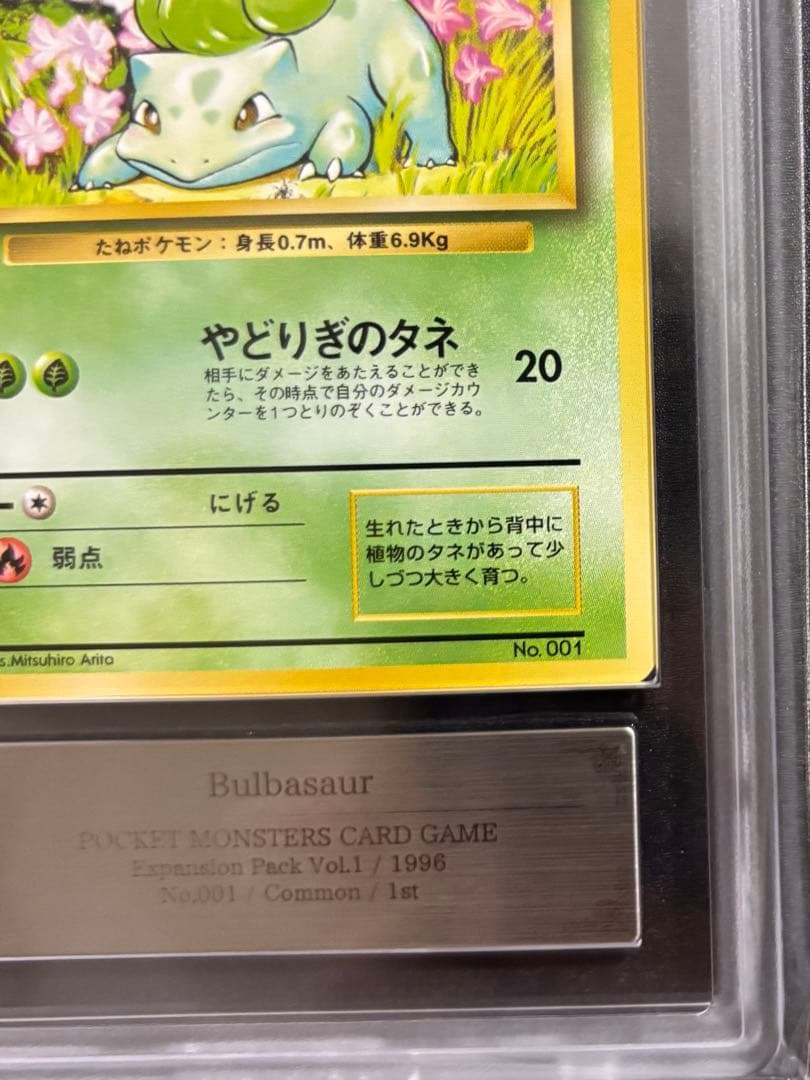 たねポケモン：身長0.7m、体重6.9Kg
やどりぎのタネ
20
相手にダメージをあたえることができ
たら、その時点で自分のダメージカウ
ンターを1つとりのぞくことができる。
にげる
弱点
生れたときから背中に
植物のタネがあって少
しづつ大きく育つ。
s.Mitsuhiro Arita
No. 001
Bulbasaur
POCKET MONSTERS CARD GAME
Expansion Pack Vol.1 / 1996
No.001 / Common / 1st